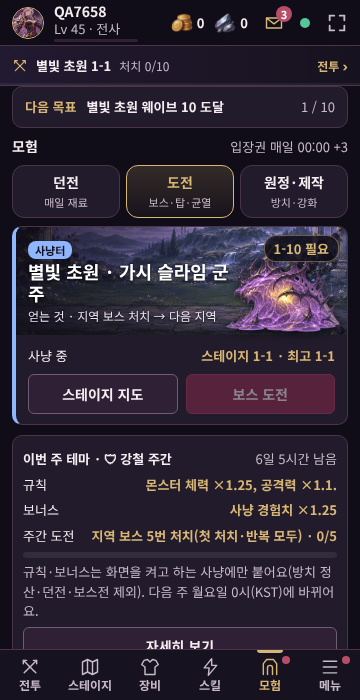 QA7658
Lv 45 · 전사
0
0
3
별빛 초원 1-1 처치 0/10
전투 ›
다음 목표 별빛 초원 웨이브 10 도달 1 / 10
모험 입장권 매일 00:00 +3
던전
매일 재료
도전
보스·탑·균열
원정·제작
방치·강화
사냥터
1-10 필요
별빛 초원 · 가시 슬라임 군
주
얻는 것 · 지역 보스 처치 → 다음 지역
사냥 중 스테이지 1-1 · 최고 1-1
스테이지 지도
보스 도전
이번 주 테마 · 🛡 강철 주간 6일 5시간 남음
규칙 몬스터 체력 ×1.25, 공격력 ×1.1.
보너스 사냥 경험치 ×1.25
주간 도전 지역 보스 5번 처치(첫 처치·반복 모두) · 0/5
규칙·보너스는 화면을 켜고 하는 사냥에만 붙어요(방치 정
산·던전·보스전 제외). 다음 주 월요일 0시(KST)에 바뀌어
요.
자세히 보기
전투
스테이지
장비
스킬
모험
메뉴